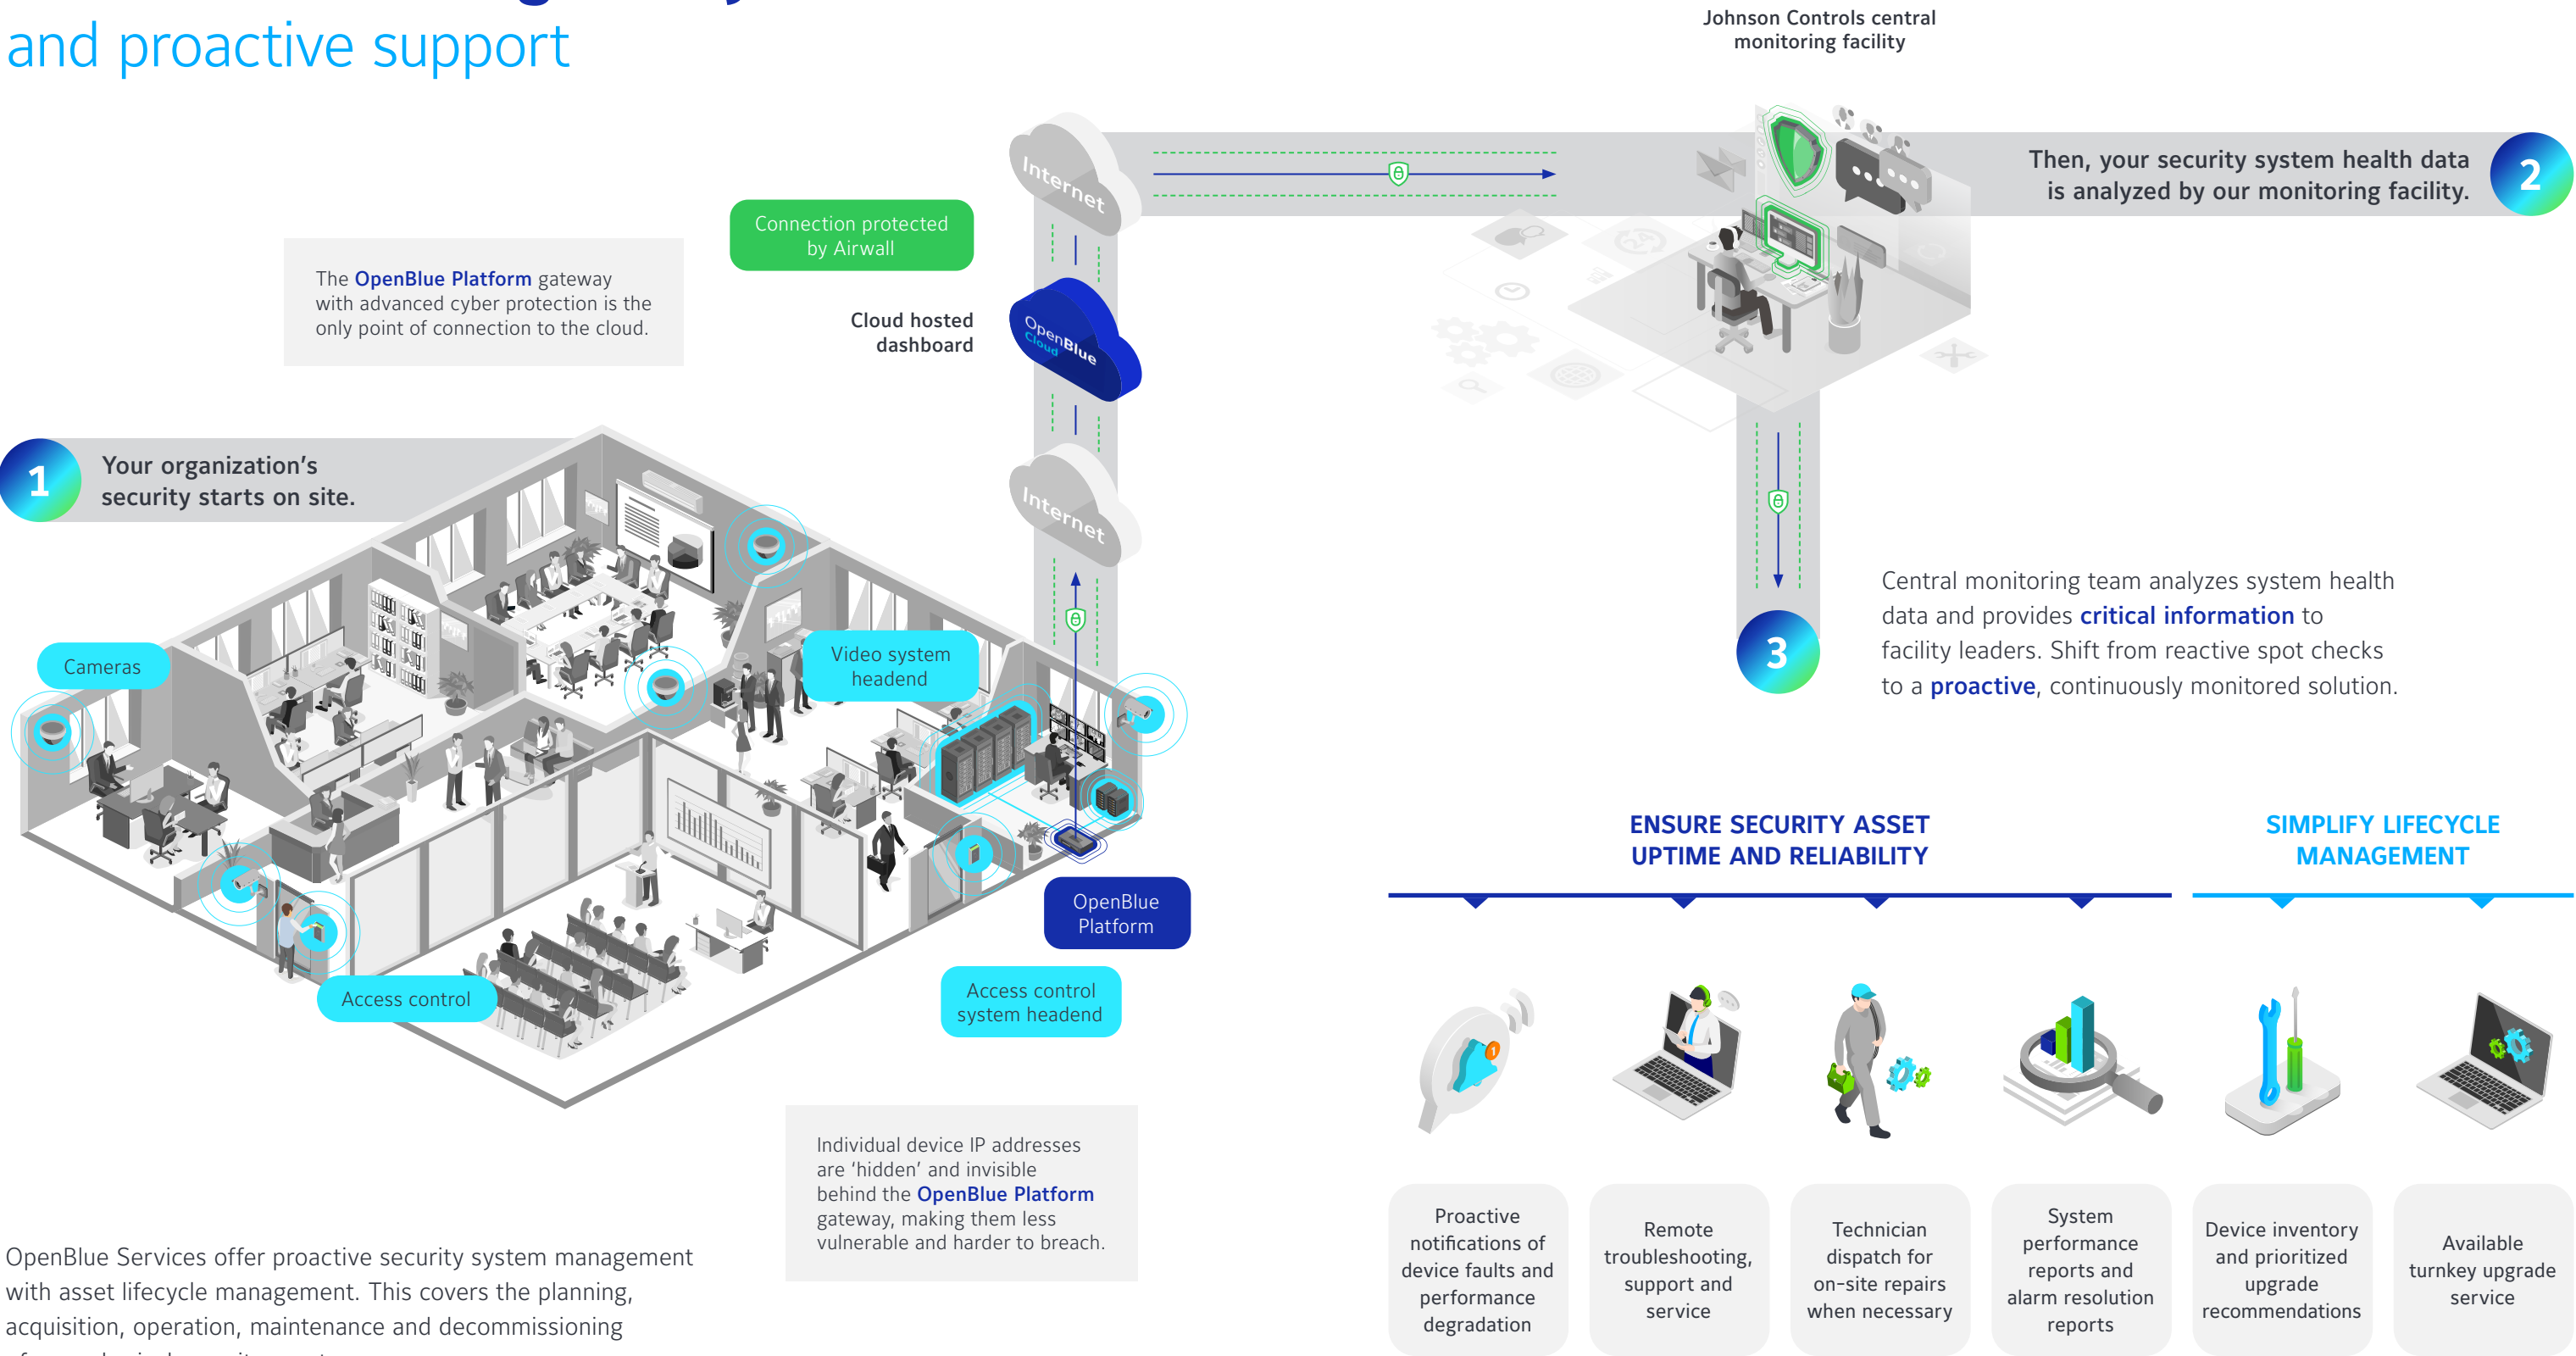 and proactive support
Johnson Controls central
monitoring facility
Internet
Then, your security system health data
is analyzed by our monitoring facility.
2
Connection protected
by Airwall
The OpenBlue Platform gateway
with advanced cyber protection is the
only point of connection to the cloud.
Cloud hosted
dashboard
OpenBlue
Cloud
24
1
Your organization's
security starts on site.
Internet
3
Central monitoring team analyzes system health
data and provides critical information to
facility leaders. Shift from reactive spot checks
to a proactive, continuously monitored solution.
Cameras
Video system
headend
OpenBlue
Platform
Access control
Access control
system headend
Individual device IP addresses
are ‘hidden’ and invisible
behind the OpenBlue Platform
gateway, making them less
vulnerable and harder to breach.
OpenBlue Services offer proactive security system management
with asset lifecycle management. This covers the planning,
acquisition, operation, maintenance and decommissioning
ENSURE SECURITY ASSET
UPTIME AND RELIABILITY
SIMPLIFY LIFECYCLE
MANAGEMENT
1
Proactive
notifications of
device faults and
performance
degradation
Remote
troubleshooting,
support and
service
Technician
dispatch for
on-site repairs
when necessary
System
performance
reports and
alarm resolution
reports
Device inventory
and prioritized
upgrade
recommendations
Available
turnkey upgrade
service